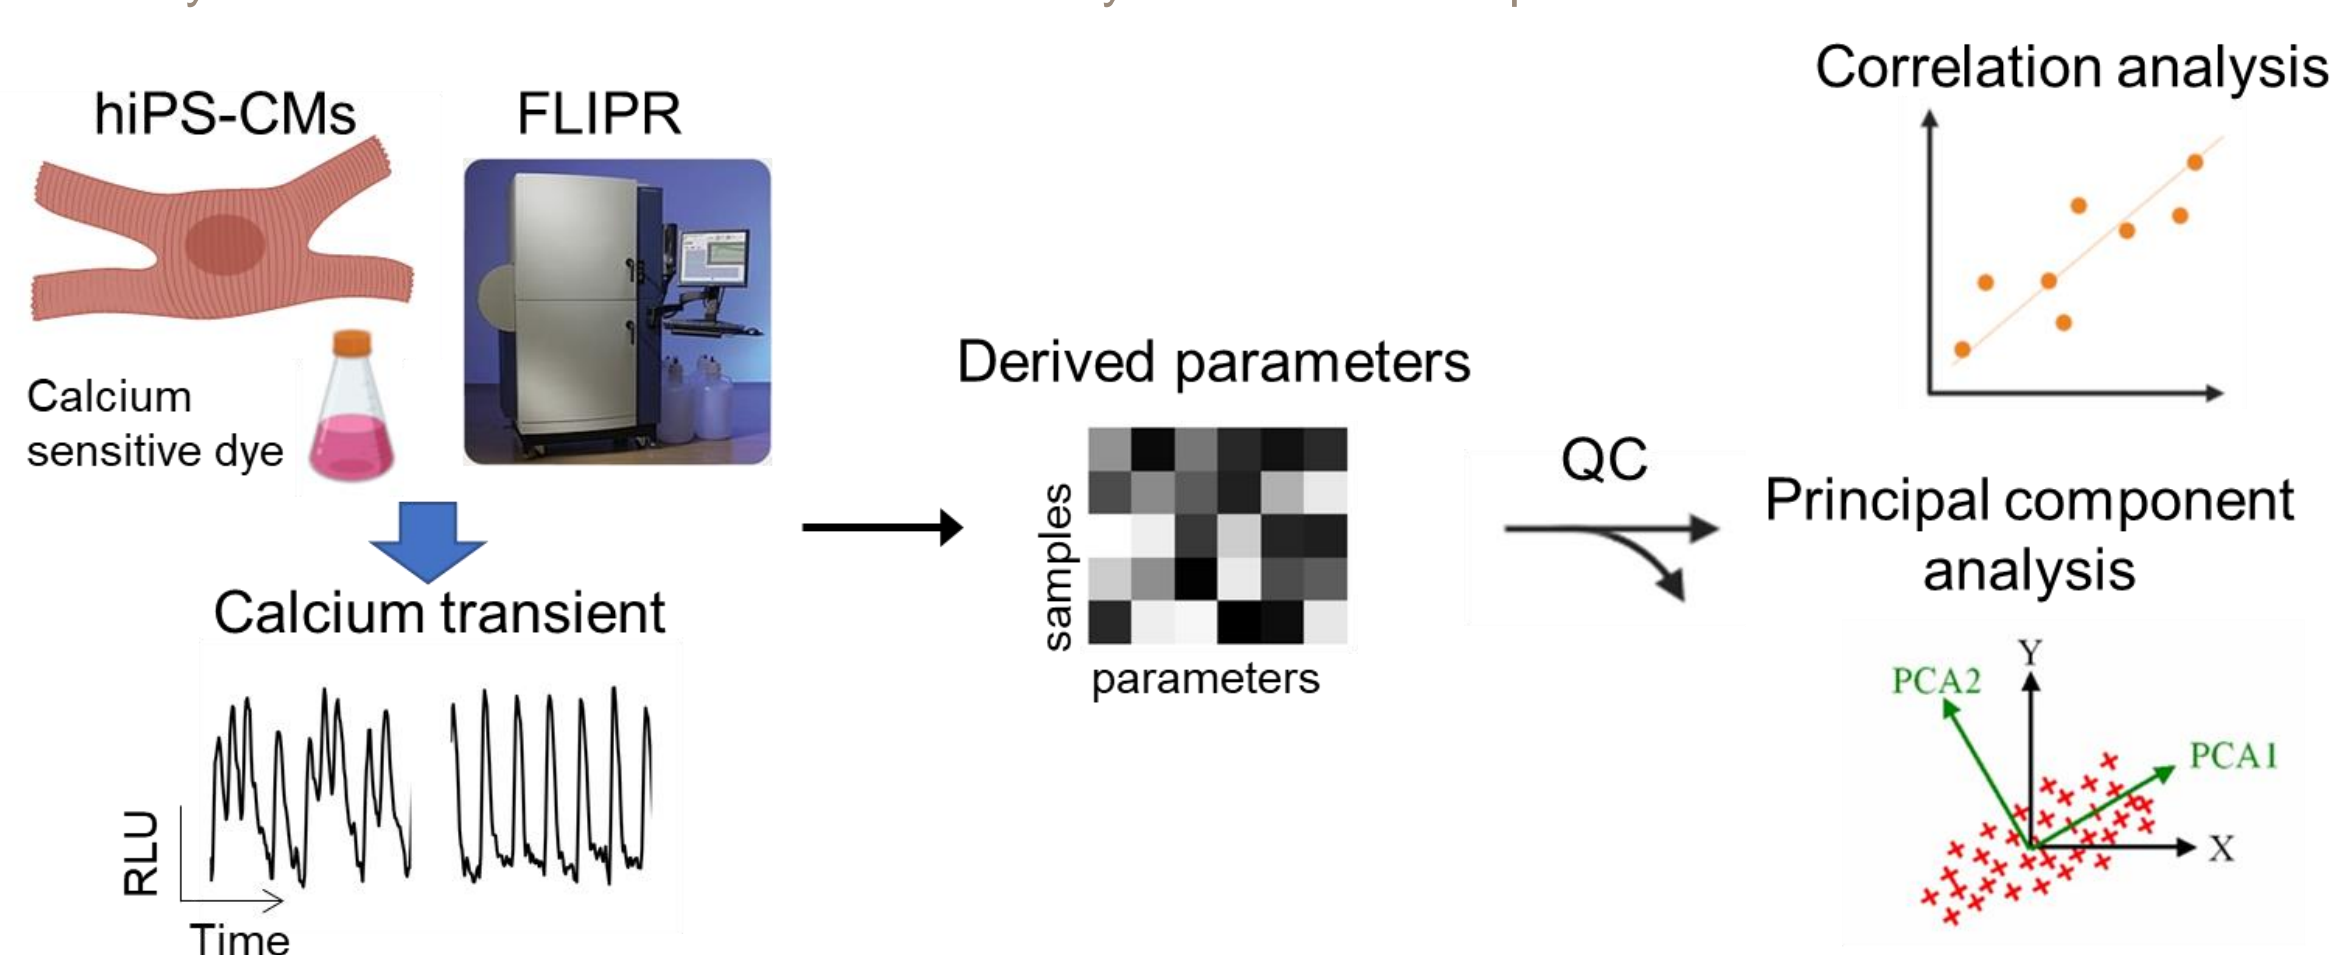 hiPS-CMs
FLIPR
Calcium
sensitive dye
Calcium transient
RLU
Time
Derived parameters
samples
parameters
QC
Correlation analysis
Principal component
analysis
Y
PCA2
PCA1
X